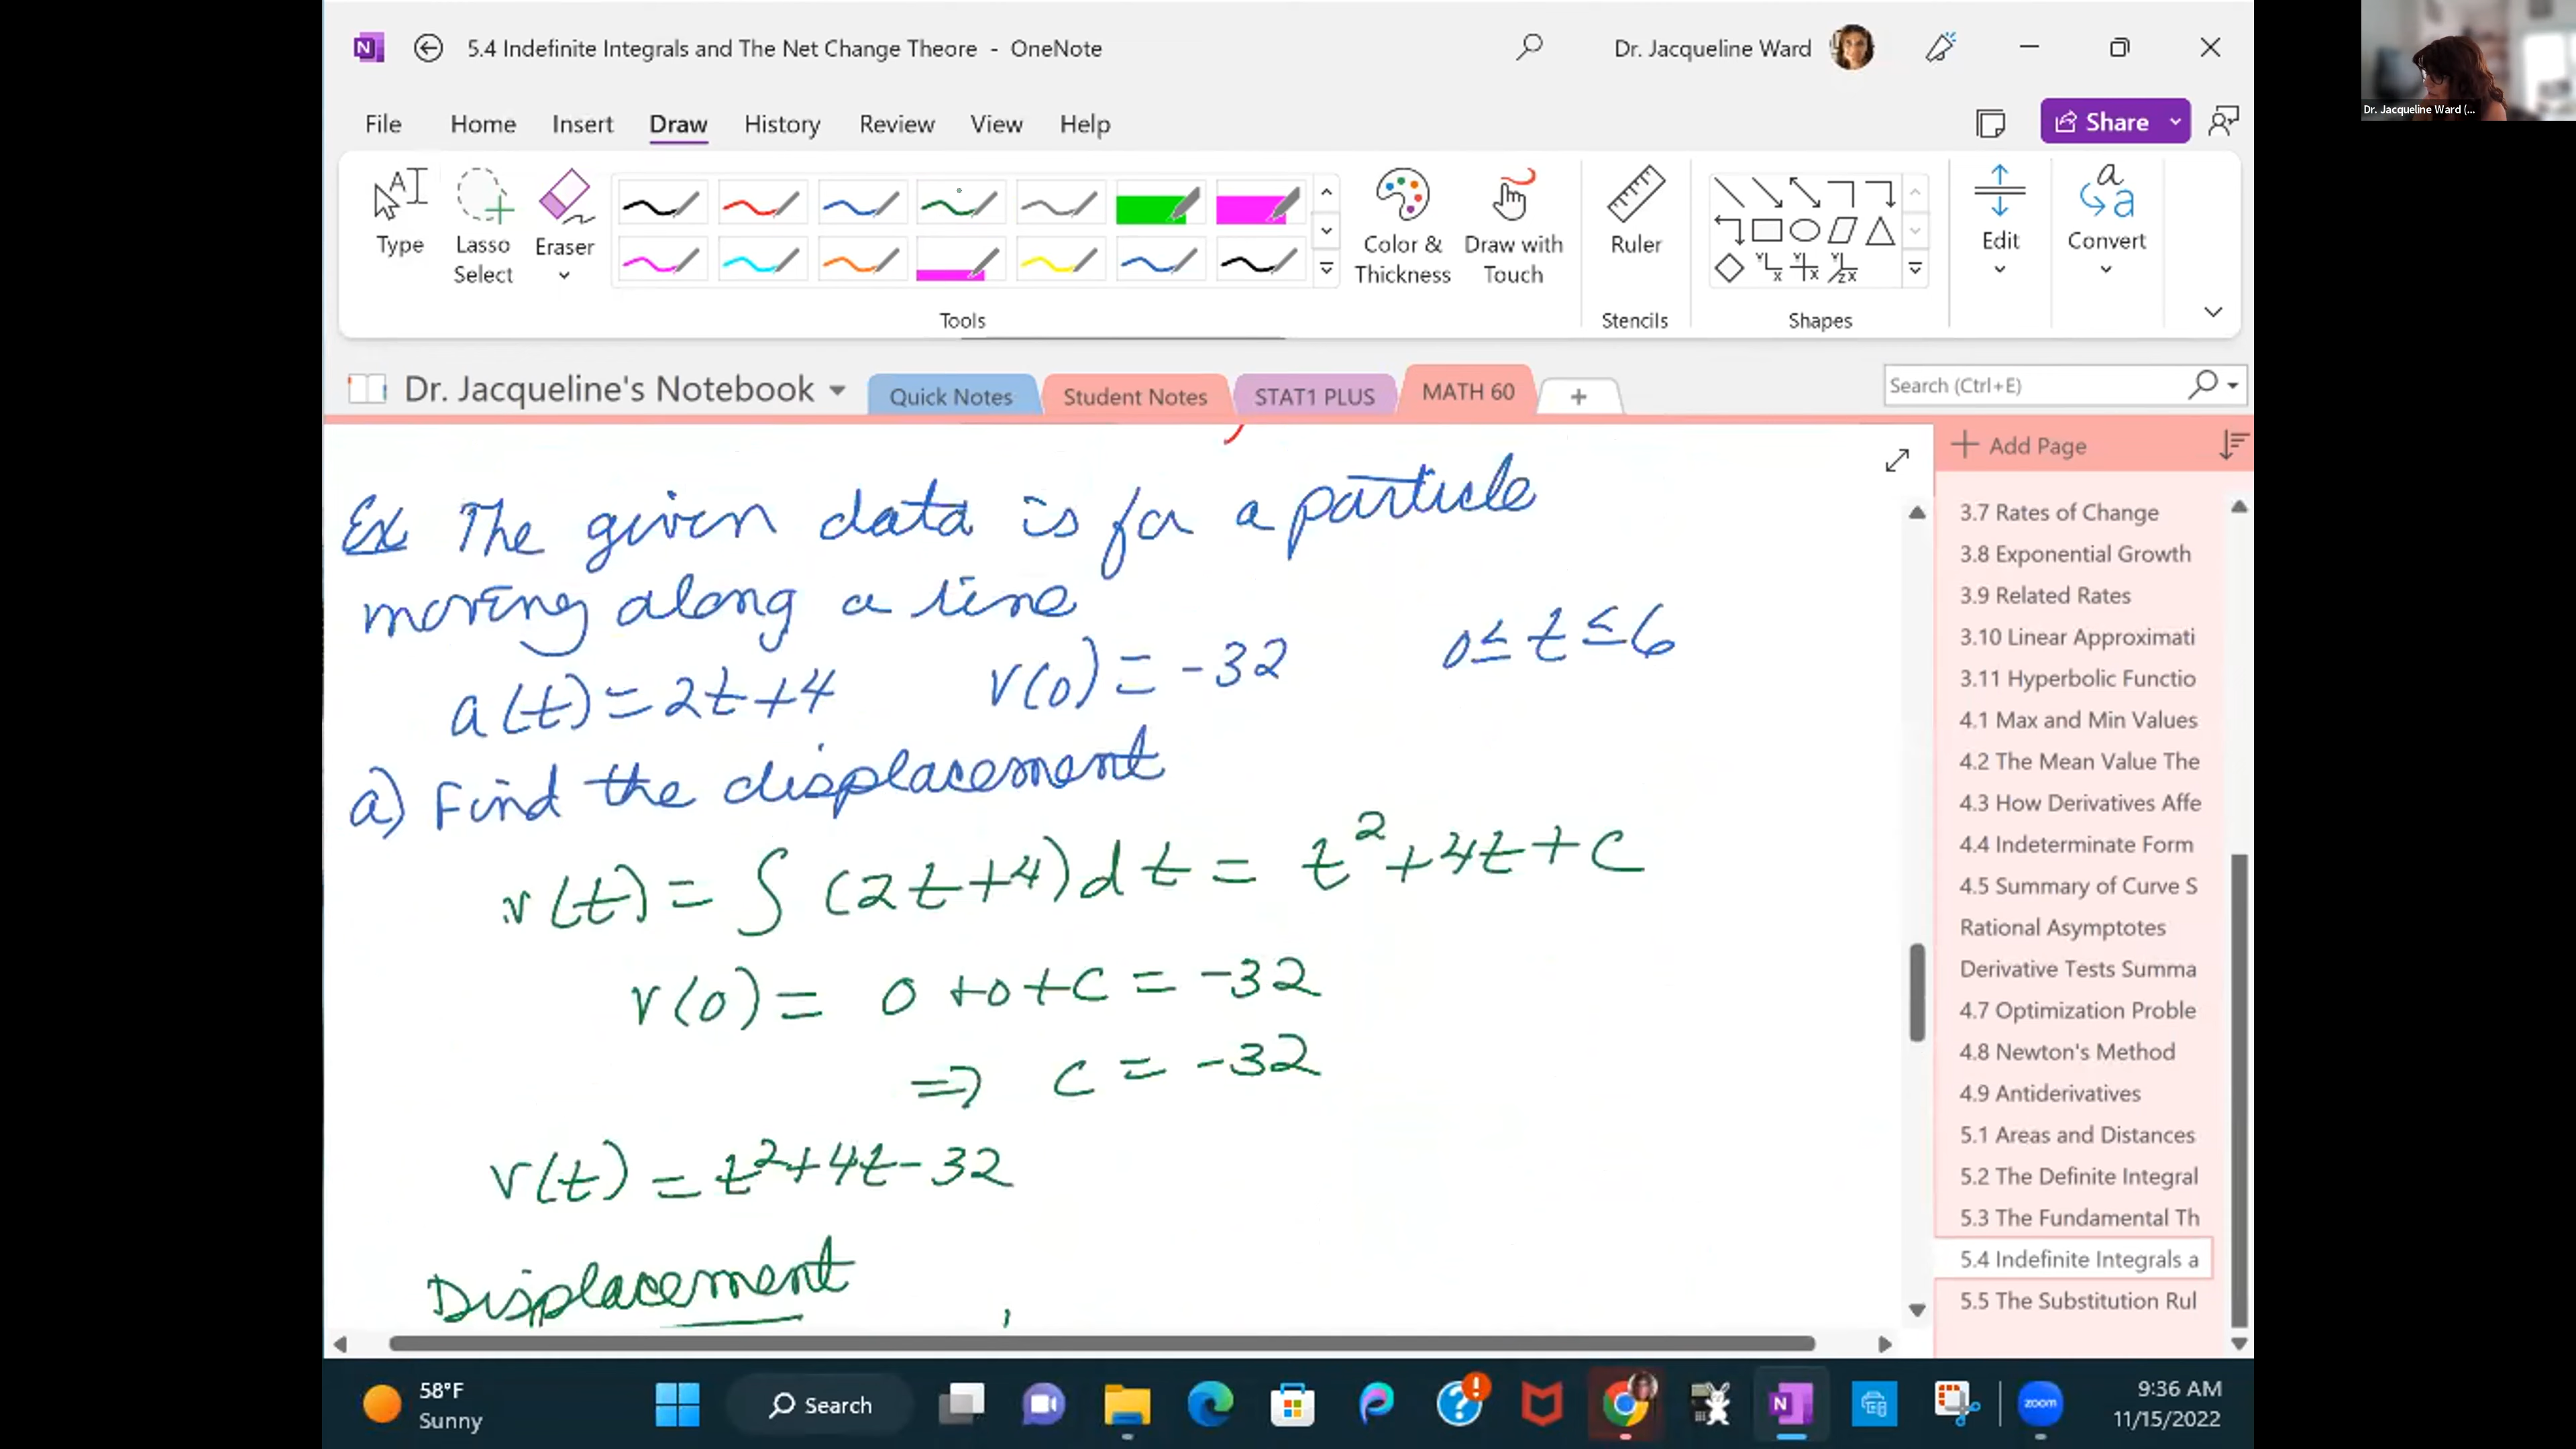 5.4 Indefinite Integrals and The Net Change Theore - OneNote
Dr. Jacqueline Ward
Dr. Jacqueline Ward (...
File Home Insert Draw History Review View Help
Share
Type
Lasso Select
Eraser
Color & Thickness
Draw with Touch
Ruler
Edit
Convert
Tools
Stencils
Shapes
Dr. Jacqueline's Notebook
Quick Notes
Student Notes
STAT1 PLUS
MATH 60
Search (Ctrl+E)
Ex The given data is for a particle
moving along a line
a(t) = 2t+4 v(0) = -32 0 ≤ t ≤ 6
a) Find the displacement
v(t) = ∫ (2t+4) dt = t²+4t+C
v(0) = 0+0+C = -32
⇒ C = -32
v(t) = t²+4t-32
Displacement
Add Page
3.7 Rates of Change
3.8 Exponential Growth
3.9 Related Rates
3.10 Linear Approximati
3.11 Hyperbolic Functio
4.1 Max and Min Values
4.2 The Mean Value The
4.3 How Derivatives Affe
4.4 Indeterminate Form
4.5 Summary of Curve S
Rational Asymptotes
Derivative Tests Summa
4.7 Optimization Proble
4.8 Newton's Method
4.9 Antiderivatives
5.1 Areas and Distances
5.2 The Definite Integral
5.3 The Fundamental Th
5.4 Indefinite Integrals a
5.5 The Substitution Rul
58°F
Sunny
Search
zoom
9:36 AM
11/15/2022